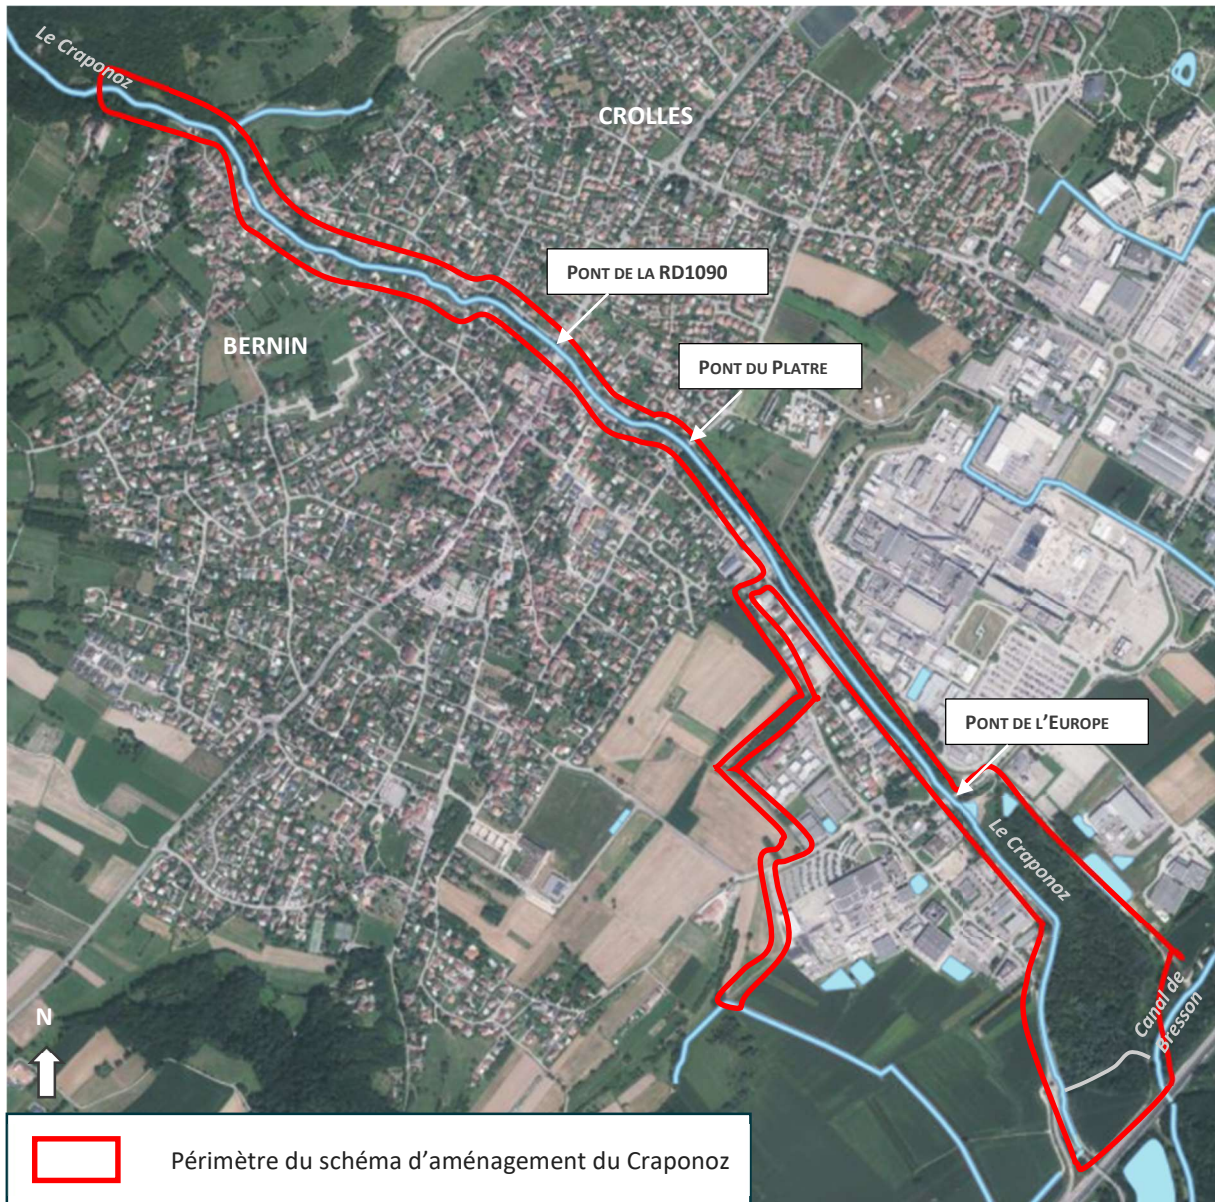 Le Craponoz
CROLLES
PONT DE LA RD1090
BERNIN
PONT DU PLATRE
PONT DE L'EUROPE
Le Craponoz
Canal de
Bresson
N
Périmètre du schéma d'aménagement du Craponoz